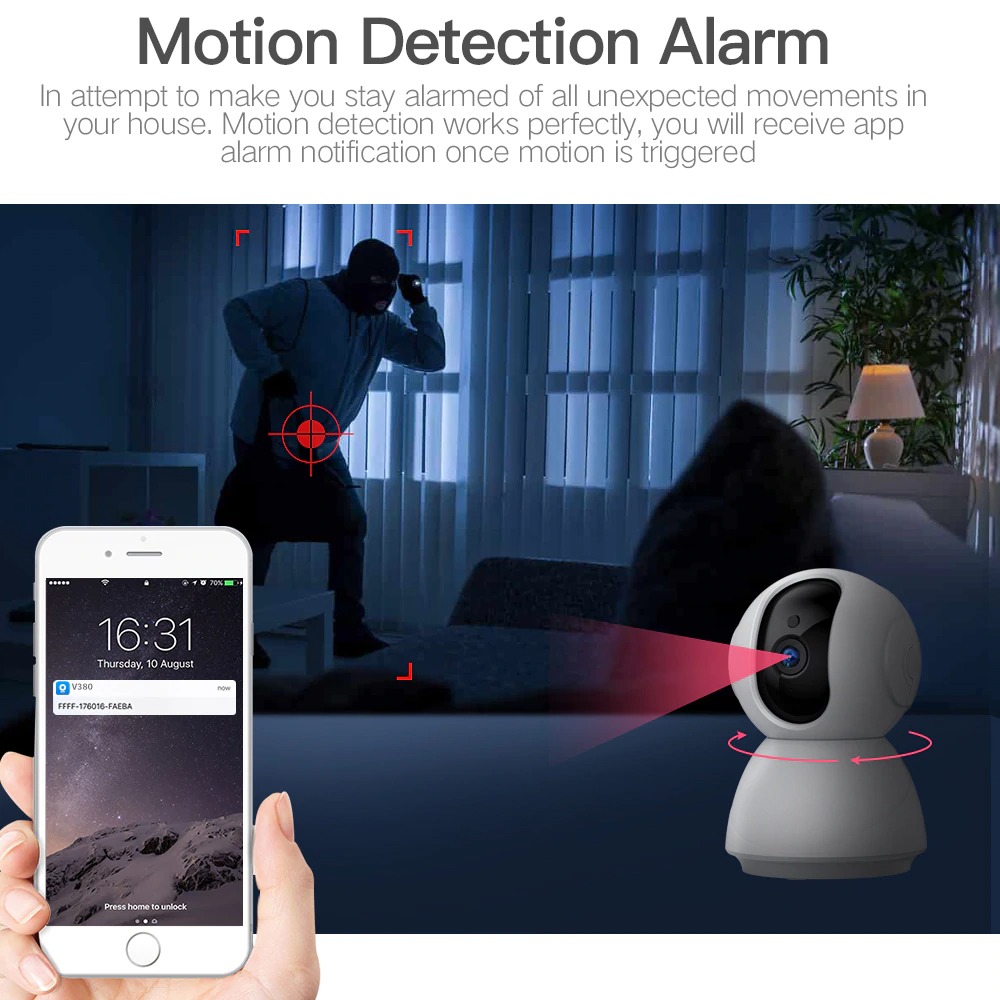 Motion Detection Alarm
In attempt to make you stay alarmed of all unexpected movements in
your house. Motion detection works perfectly, you will receive app
alarm notification once motion is triggered
70%
16:31
Thursday, 10 August
V380 now
FFFF-176016-FAEBA
Press home to unlock